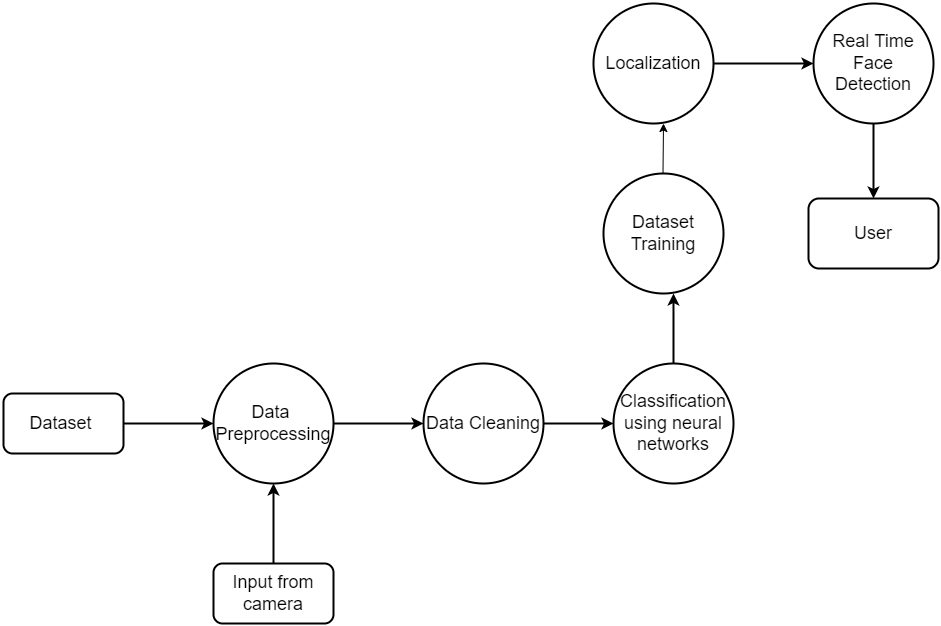 Localization
Real Time
Face
Detection
Dataset
Training
User
Dataset
Data
Preprocessing
Data Cleaning
Classification
using neural
networks
Input from
camera